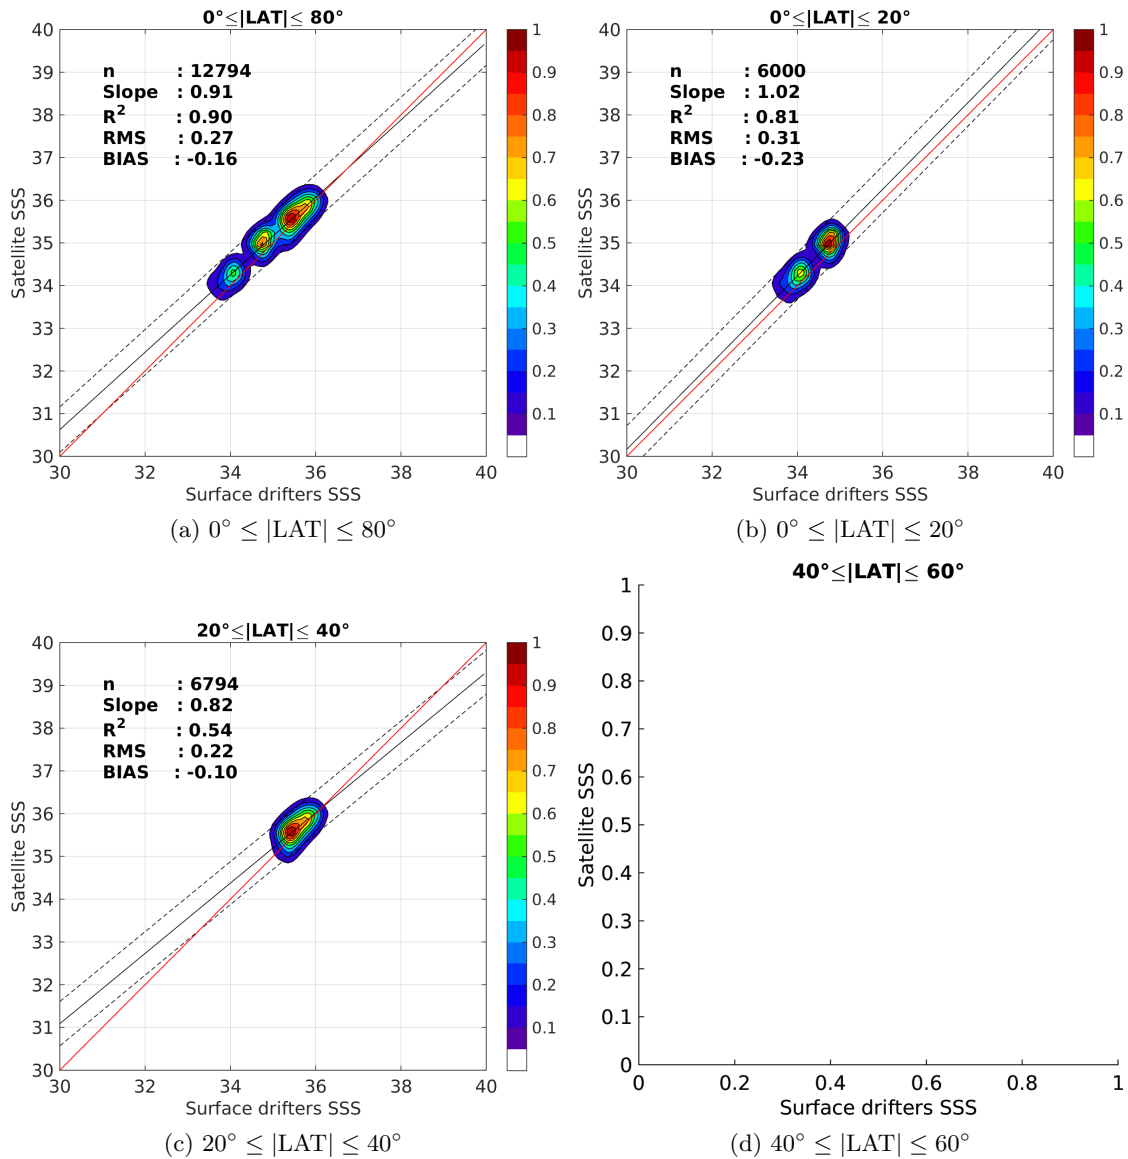 0°≤|LAT|≤ 80°
40
39
38
37
36
35
34
33
32
31
30
30 32 34 36 38 40
Satellite SSS
Surface drifters SSS
n : 12794
Slope : 0.91
R² : 0.90
RMS : 0.27
BIAS : -0.16
1
0.9
0.8
0.7
0.6
0.5
0.4
0.3
0.2
0.1
(a) 0° ≤ |LAT| ≤ 80°
0°≤|LAT|≤ 20°
40
39
38
37
36
35
34
33
32
31
30
30 32 34 36 38 40
Satellite SSS
Surface drifters SSS
n : 6000
Slope : 1.02
R² : 0.81
RMS : 0.31
BIAS : -0.23
1
0.9
0.8
0.7
0.6
0.5
0.4
0.3
0.2
0.1
(b) 0° ≤ |LAT| ≤ 20°
20°≤|LAT|≤ 40°
40
39
38
37
36
35
34
33
32
31
30
30 32 34 36 38 40
Satellite SSS
Surface drifters SSS
n : 6794
Slope : 0.82
R² : 0.54
RMS : 0.22
BIAS : -0.10
1
0.9
0.8
0.7
0.6
0.5
0.4
0.3
0.2
0.1
(c) 20° ≤ |LAT| ≤ 40°
40°≤|LAT|≤ 60°
1
0.9
0.8
0.7
0.6
0.5
0.4
0.3
0.2
0.1
0
0 0.2 0.4 0.6 0.8 1
Satellite SSS
Surface drifters SSS
(d) 40° ≤ |LAT| ≤ 60°